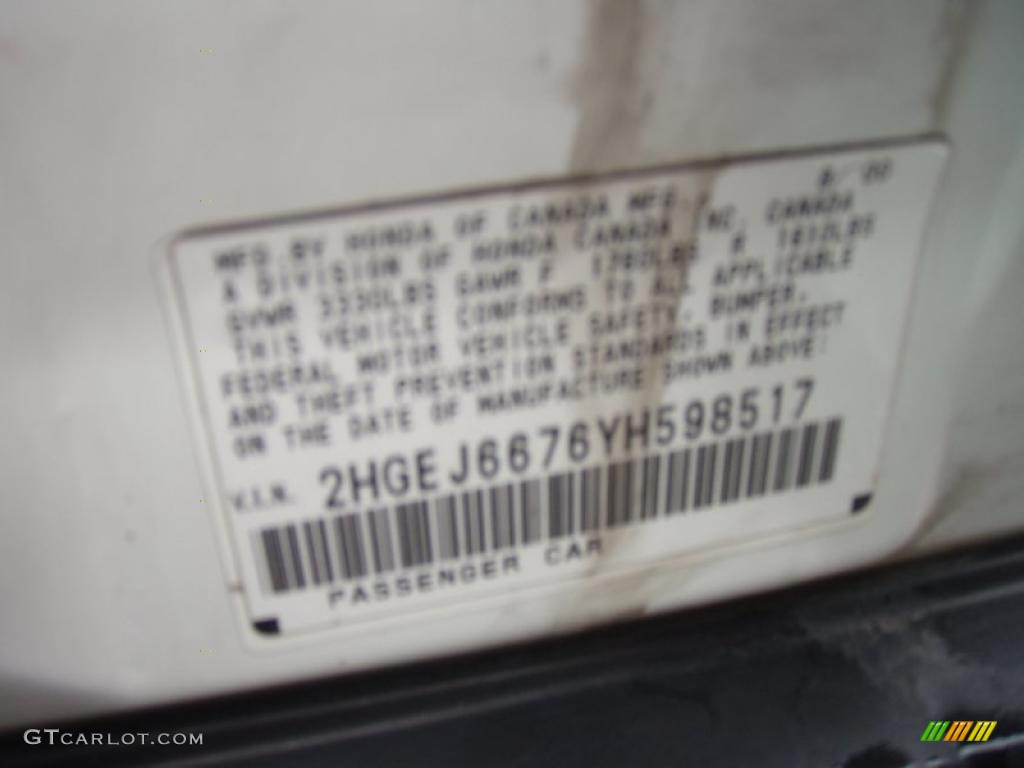 6/00
MFD. BY HONDA OF CANADA MFG.
A DIVISION OF HONDA CANADA INC, CANADA
GVWR 3330LBS GAWR F 1760LBS R 1610LBS
THIS VEHICLE CONFORMS TO ALL APPLICABLE
FEDERAL MOTOR VEHICLE SAFETY, BUMPER,
AND THEFT PREVENTION STANDARDS IN EFFECT
ON THE DATE OF MANUFACTURE SHOWN ABOVE:
V.I.N. 2HGEJ6676YH598517
PASSENGER CAR
GTCARLOT.COM